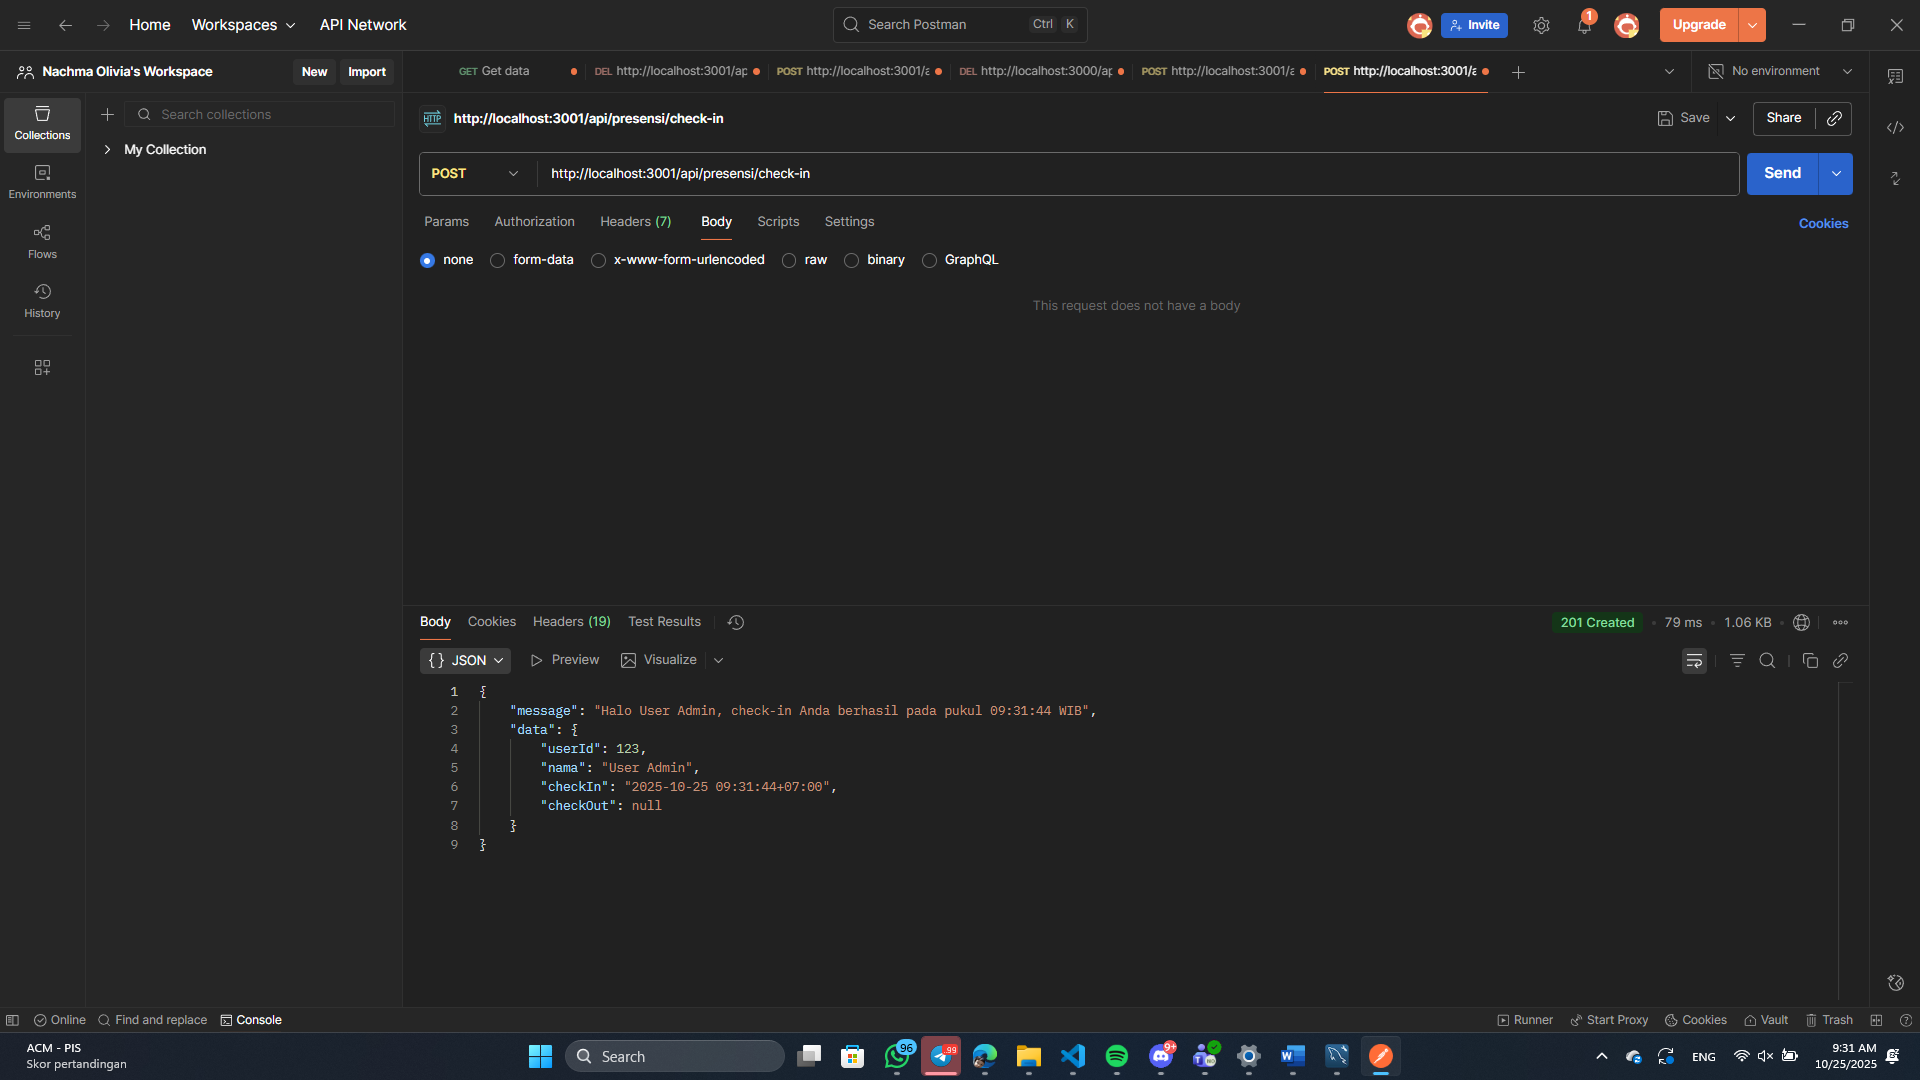 Home
Workspaces
API Network
Search Postman
Ctrl
K
Invite
1
Upgrade
Nachma Olivia's Workspace
New
Import
GET Get data
DEL http://localhost:3001/ap
POST http://localhost:3001/a
DEL http://localhost:3000/ap
POST http://localhost:3001/a
POST http://localhost:3001/a
No environment
Collections
Environments
Flows
History
Search collections
My Collection
HTTP
http://localhost:3001/api/presensi/check-in
Save
Share
POST
http://localhost:3001/api/presensi/check-in
Send
Params
Authorization
Headers (7)
Body
Scripts
Settings
Cookies
none
form-data
x-www-form-urlencoded
raw
binary
GraphQL
This request does not have a body
Body
Cookies
Headers (19)
Test Results
201 Created
79 ms
1.06 KB
{} JSON
Preview
Visualize
1 {
2 "message": "Halo User Admin, check-in Anda berhasil pada pukul 09:31:44 WIB",
3 "data": {
4 "userId": 123,
5 "nama": "User Admin",
6 "checkIn": "2025-10-25 09:31:44+07:00",
7 "checkOut": null
8 }
9 }
Online
Find and replace
Console
Runner
Start Proxy
Cookies
Vault
Trash
ACM - PIS
Skor pertandingan
Search
96
99
9+
ENG
9:31 AM
10/25/2025